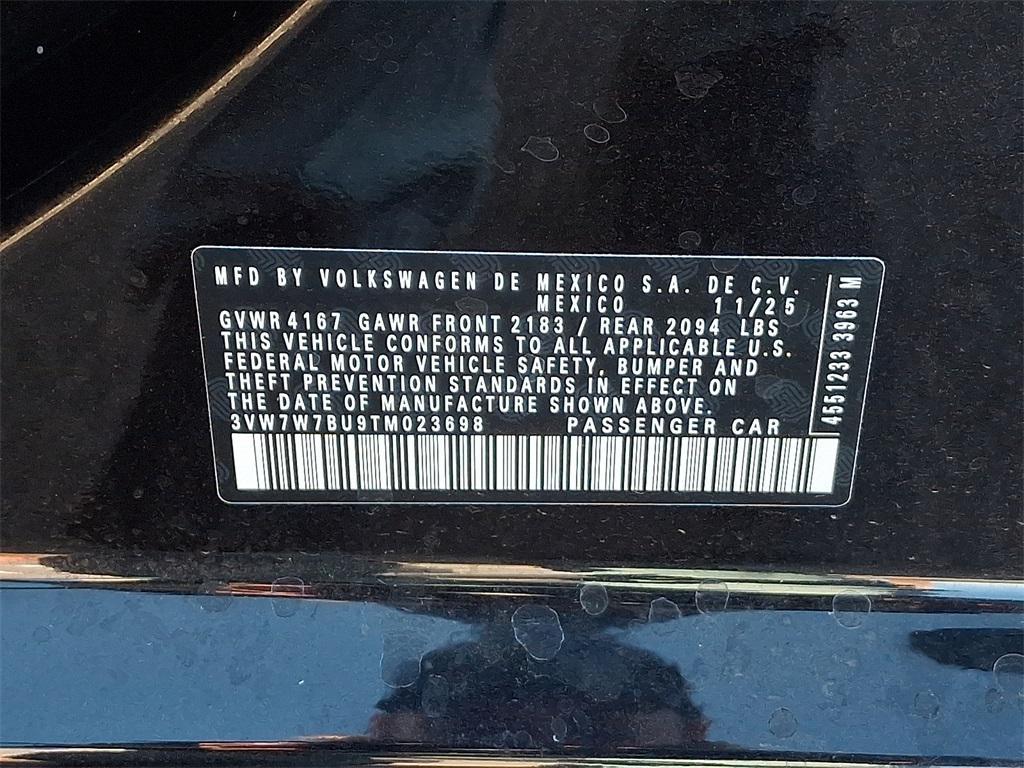 MFD BY VOLKSWAGEN DE MEXICO S.A. DE C.V.
MEXICO 11/25
GVWR 4167 GAWR FRONT 2183 / REAR 2094 LBS
THIS VEHICLE CONFORMS TO ALL APPLICABLE U.S.
FEDERAL MOTOR VEHICLE SAFETY, BUMPER AND
THEFT PREVENTION STANDARDS IN EFFECT ON
THE DATE OF MANUFACTURE SHOWN ABOVE.
3VW7W7BU9TM023698 PASSENGER CAR
4551233 3963 M